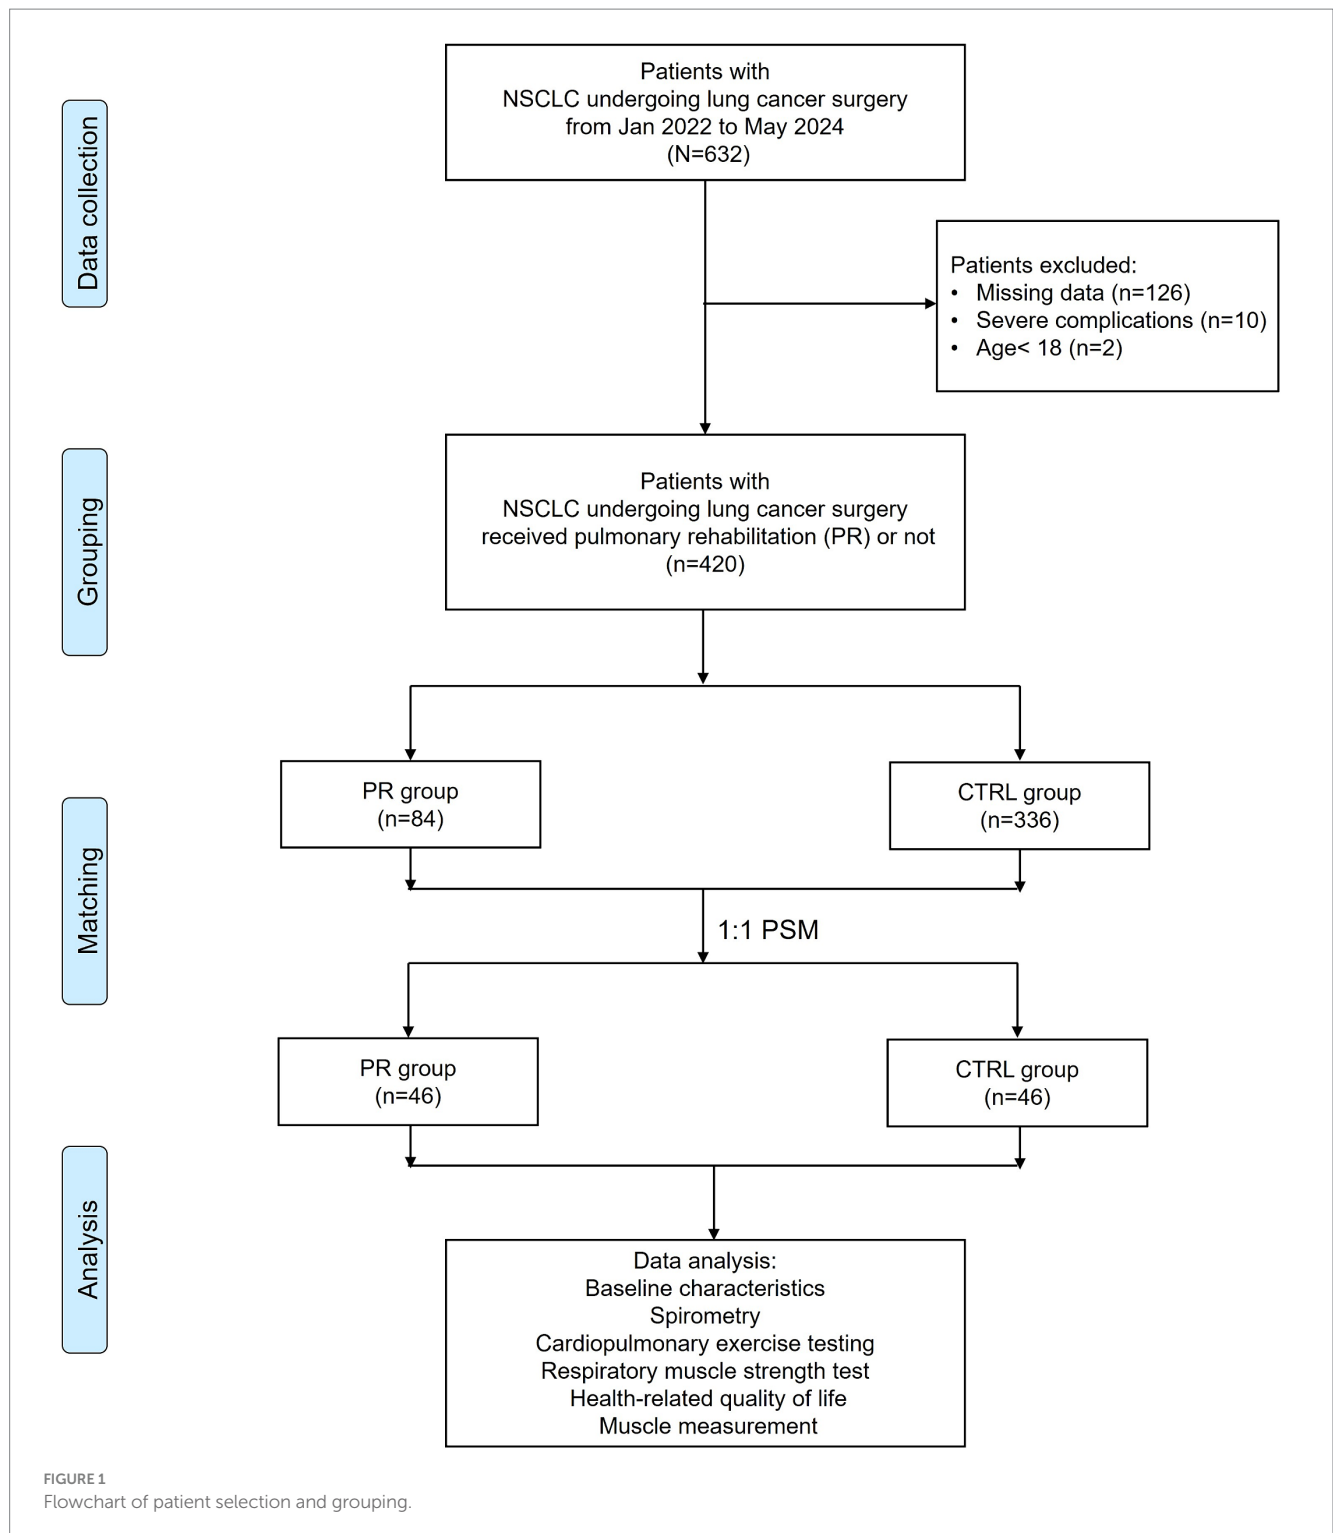 Data collection
Patients with
NSCLC undergoing lung cancer surgery
from Jan 2022 to May 2024
(N=632)
Patients excluded:
• Missing data (n=126)
• Severe complications (n=10)
• Age< 18 (n=2)
Grouping
Patients with
NSCLC undergoing lung cancer surgery
received pulmonary rehabilitation (PR) or not
(n=420)
Matching
PR group
(n=84)
CTRL group
(n=336)
1:1 PSM
PR group
(n=46)
CTRL group
(n=46)
Analysis
Data analysis:
Baseline characteristics
Spirometry
Cardiopulmonary exercise testing
Respiratory muscle strength test
Health-related quality of life
Muscle measurement
FIGURE 1
Flowchart of patient selection and grouping.